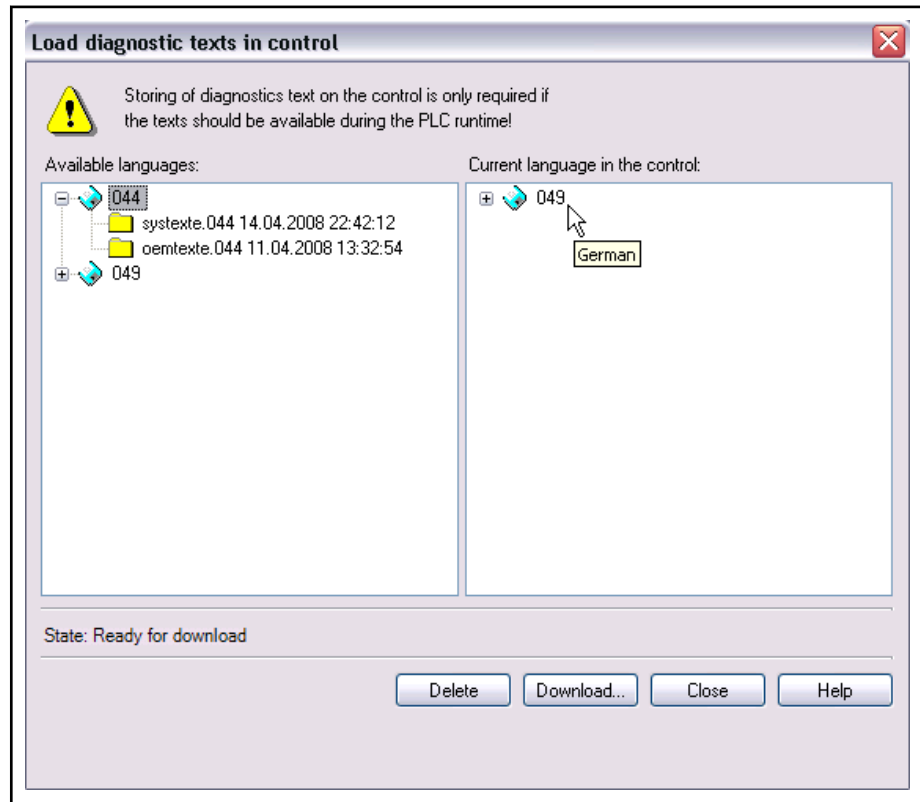 Load diagnostic texts in control
Storing of diagnostics text on the control is only required if
the texts should be available during the PLC runtime!
Available languages:
044
systexte.044 14.04.2008 22:42:12
oemtexte.044 11.04.2008 13:32:54
049
Current language in the control:
049
German
State: Ready for download
Delete
Download...
Close
Help